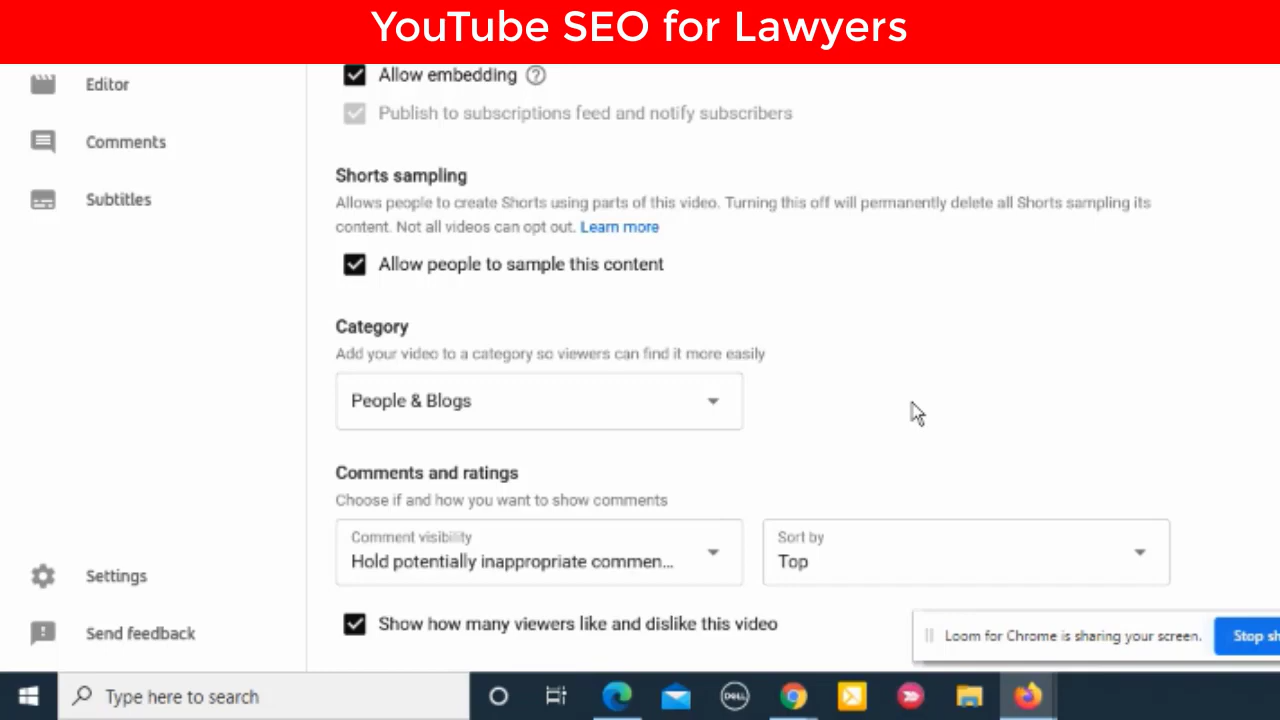 YouTube SEO for Lawyers
Editor
Comments
Subtitles
Settings
Send feedback
Allow embedding ?
Publish to subscriptions feed and notify subscribers
Shorts sampling
Allows people to create Shorts using parts of this video. Turning this off will permanently delete all Shorts sampling its
content. Not all videos can opt out. Learn more
Allow people to sample this content
Category
Add your video to a category so viewers can find it more easily
People & Blogs
Comments and ratings
Choose if and how you want to show comments
Comment visibility
Hold potentially inappropriate commen...
Sort by
Top
Show how many viewers like and dislike this video
Loom for Chrome is sharing your screen.
Stop sh
Type here to search
DELL